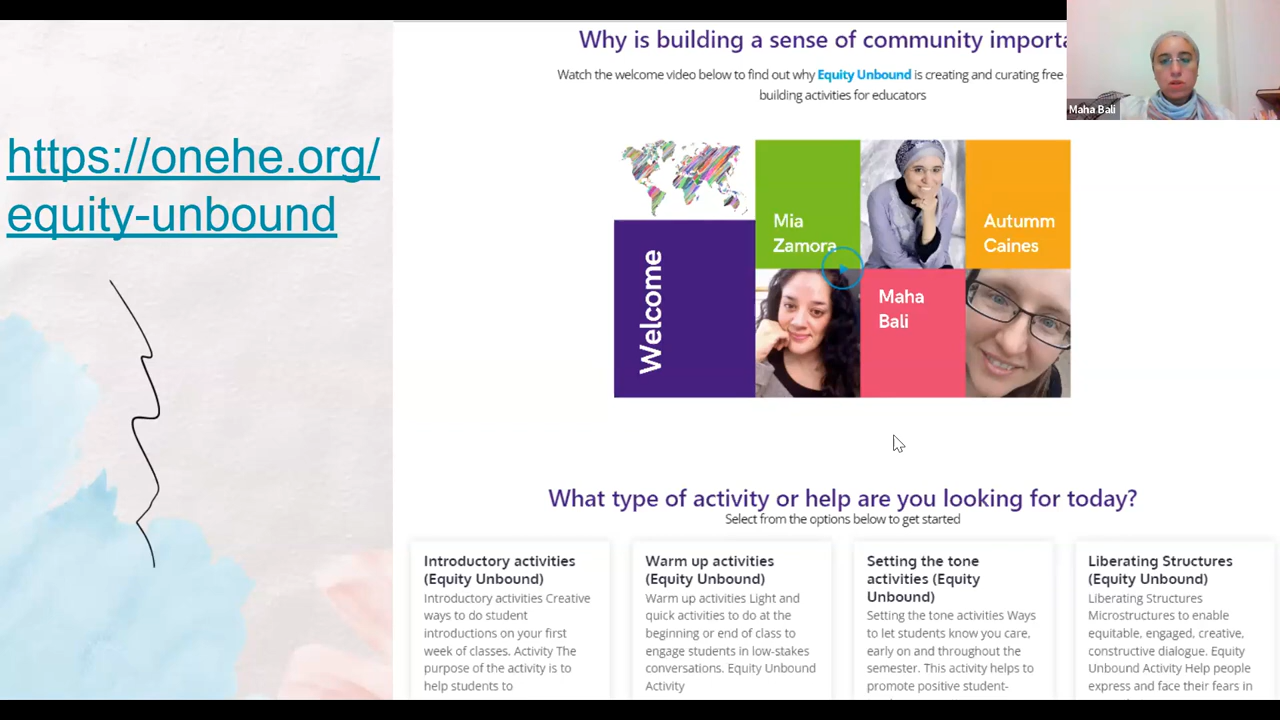 https://onehe.org/
equity-unbound
Why is building a sense of community importa
Watch the welcome video below to find out why Equity Unbound is creating and curating free
building activities for educators
Maha Bali
Welcome
Mia
Zamora
Autumm
Caines
Maha
Bali
What type of activity or help are you looking for today?
Select from the options below to get started
Introductory activities
(Equity Unbound)
Introductory activities Creative
ways to do student
introductions on your first
week of classes. Activity The
purpose of the activity is to
help students to
Warm up activities
(Equity Unbound)
Warm up activities Light and
quick activities to do at the
beginning or end of class to
engage students in low-stakes
conversations. Equity Unbound
Activity
Setting the tone
activities (Equity
Unbound)
Setting the tone activities Ways
to let students know you care,
early on and throughout the
semester. This activity helps to
promote positive student-
Liberating Structures
(Equity Unbound)
Liberating Structures
Microstructures to enable
equitable, engaged, creative,
constructive dialogue. Equity
Unbound Activity Help people
express and face their fears in